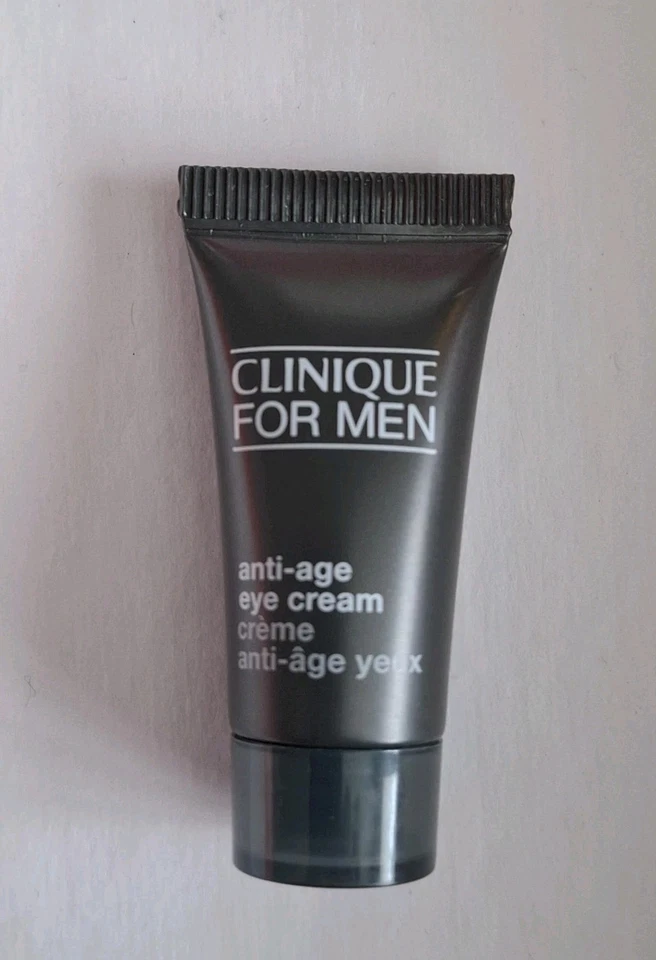 CLINIQUE
FOR MEN
anti-age
eye cream
crème
anti-âge yeux